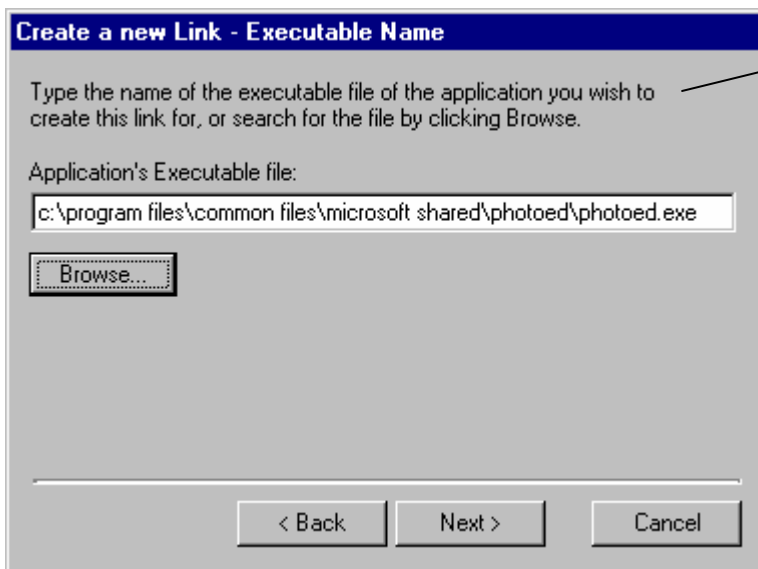 Create a new Link - Executable Name
Type the name of the executable file of the application you wish to
create this link for, or search for the file by clicking Browse.
Application's Executable file:
c:\program files\common files\microsoft shared\photoed\photoed.exe
Browse...
< Back
Next >
Cancel